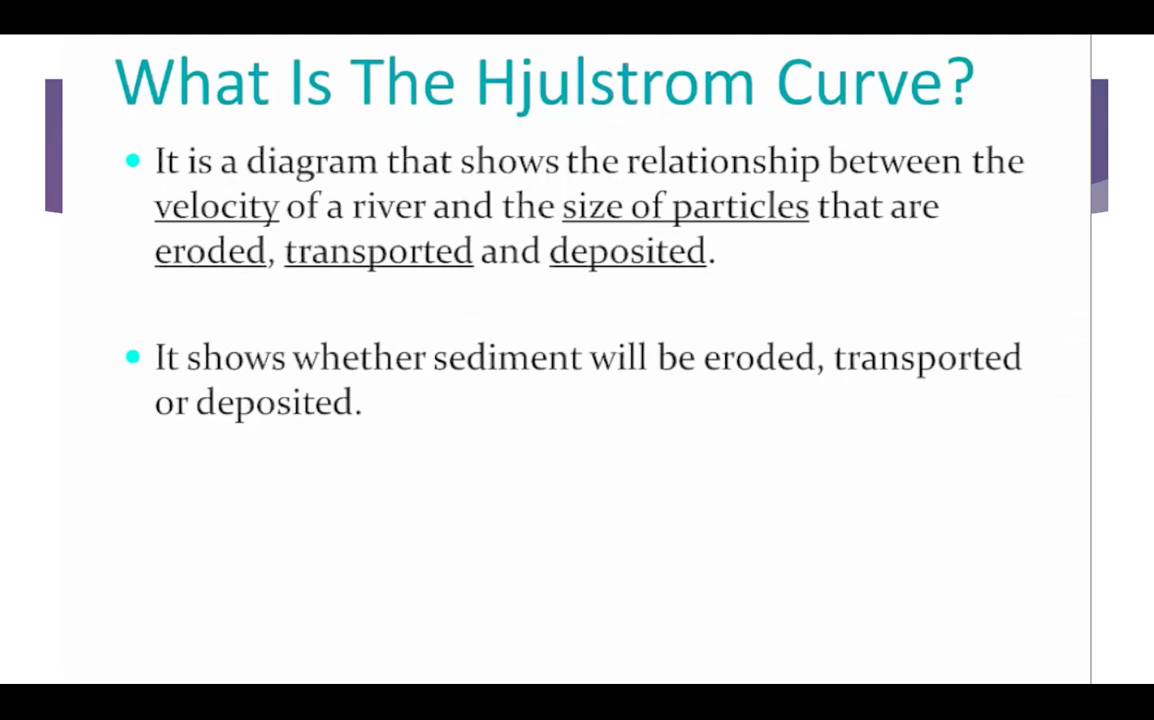 What Is The Hjulstrom Curve?
• It is a diagram that shows the relationship between the
velocity of a river and the size of particles that are
eroded, transported and deposited.
• It shows whether sediment will be eroded, transported
or deposited.